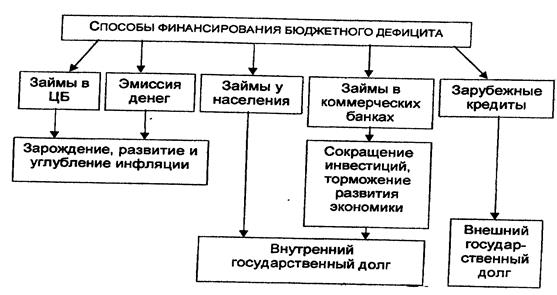 СПОСОБЫ ФИНАНСИРОВАНИЯ БЮДЖЕТНОГО ДЕФИЦИТА
Займы в
ЦБ
Эмиссия
денег
Займы у
населения
Займы в
коммерческих
банках
Зарубежные
кредиты
Зарождение, развитие и
углубление инфляции
Сокращение
инвестиций,
торможение
развития
экономики
Внутренний
государственный долг
Внешний
государ-
ственный
долг